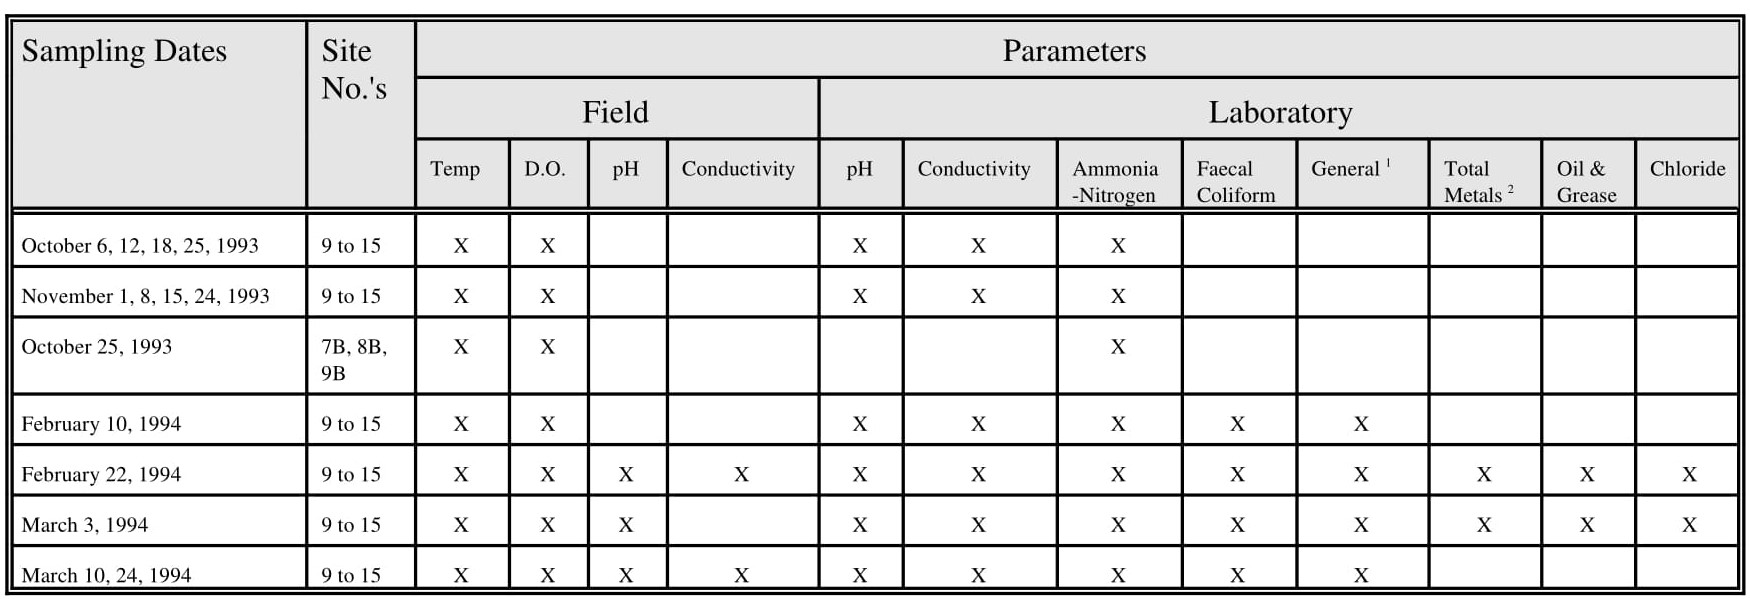 Sampling Dates Site No.'s Parameters
Field Laboratory
Temp D.O. pH Conductivity pH Conductivity Ammonia -Nitrogen Faecal Coliform General 1 Total Metals 2 Oil & Grease Chloride
October 6, 12, 18, 25, 1993 9 to 15 X X X X X
November 1, 8, 15, 24, 1993 9 to 15 X X X X X
October 25, 1993 7B, 8B, 9B X X X
February 10, 1994 9 to 15 X X X X X X X
February 22, 1994 9 to 15 X X X X X X X X X X X X
March 3, 1994 9 to 15 X X X X X X X X X X X
March 10, 24, 1994 9 to 15 X X X X X X X X X